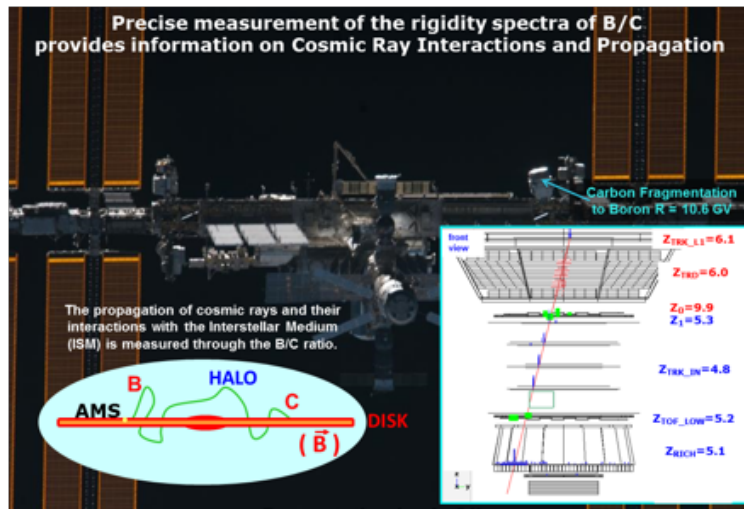 Precise measurement of the rigidity spectra of B/C
provides information on Cosmic Ray Interactions and Propagation
Carbon Fragmentation
to Boron R = 10.6 GV
front
view
Z_TRK_L1=6.1
Z_TRD=6.0
Z_0=9.9
Z_1=5.3
Z_TRK_IN=4.8
Z_TOF_LOW=5.2
Z_RICH=5.1
z
y
The propagation of cosmic rays and their
interactions with the Interstellar Medium
(ISM) is measured through the B/C ratio.
B
HALO
C
AMS
DISK
(B⃗)